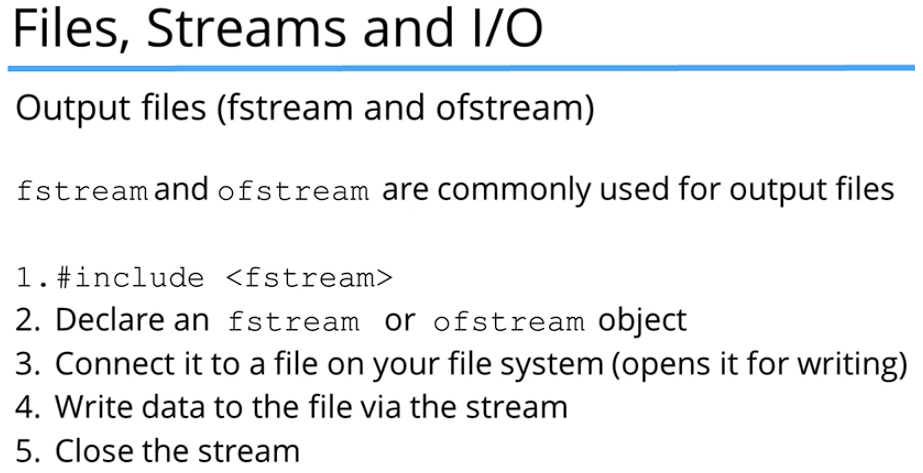 Files, Streams and I/O
Output files (fstream and ofstream)
fstream and ofstream are commonly used for output files
1. #include <fstream>
2. Declare an fstream or ofstream object
3. Connect it to a file on your file system (opens it for writing)
4. Write data to the file via the stream
5. Close the stream